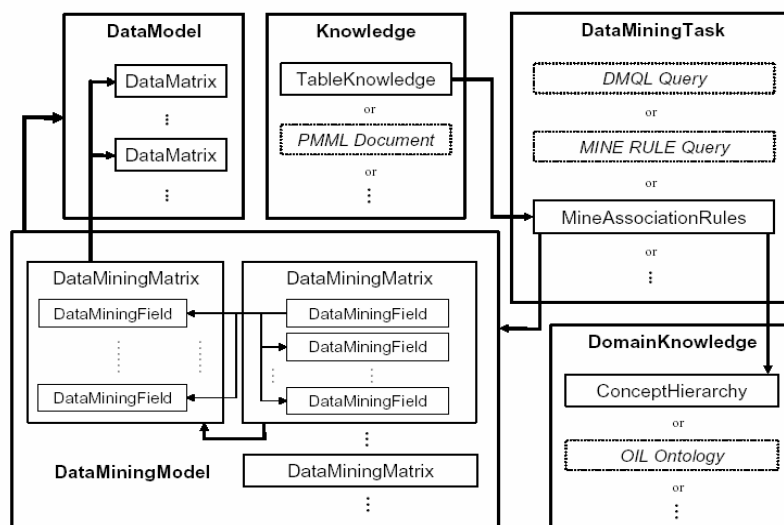 DataModel
DataMatrix
DataMatrix
Knowledge
TableKnowledge
or
PMML Document
or
DataMiningTask
DMQL Query
or
MINE RULE Query
or
MineAssociationRules
or
DataMiningMatrix
DataMiningField
DataMiningField
DataMiningMatrix
DataMiningField
DataMiningField
DataMiningField
DataMiningModel
DataMiningMatrix
DomainKnowledge
ConceptHierarchy
or
OIL Ontology
or